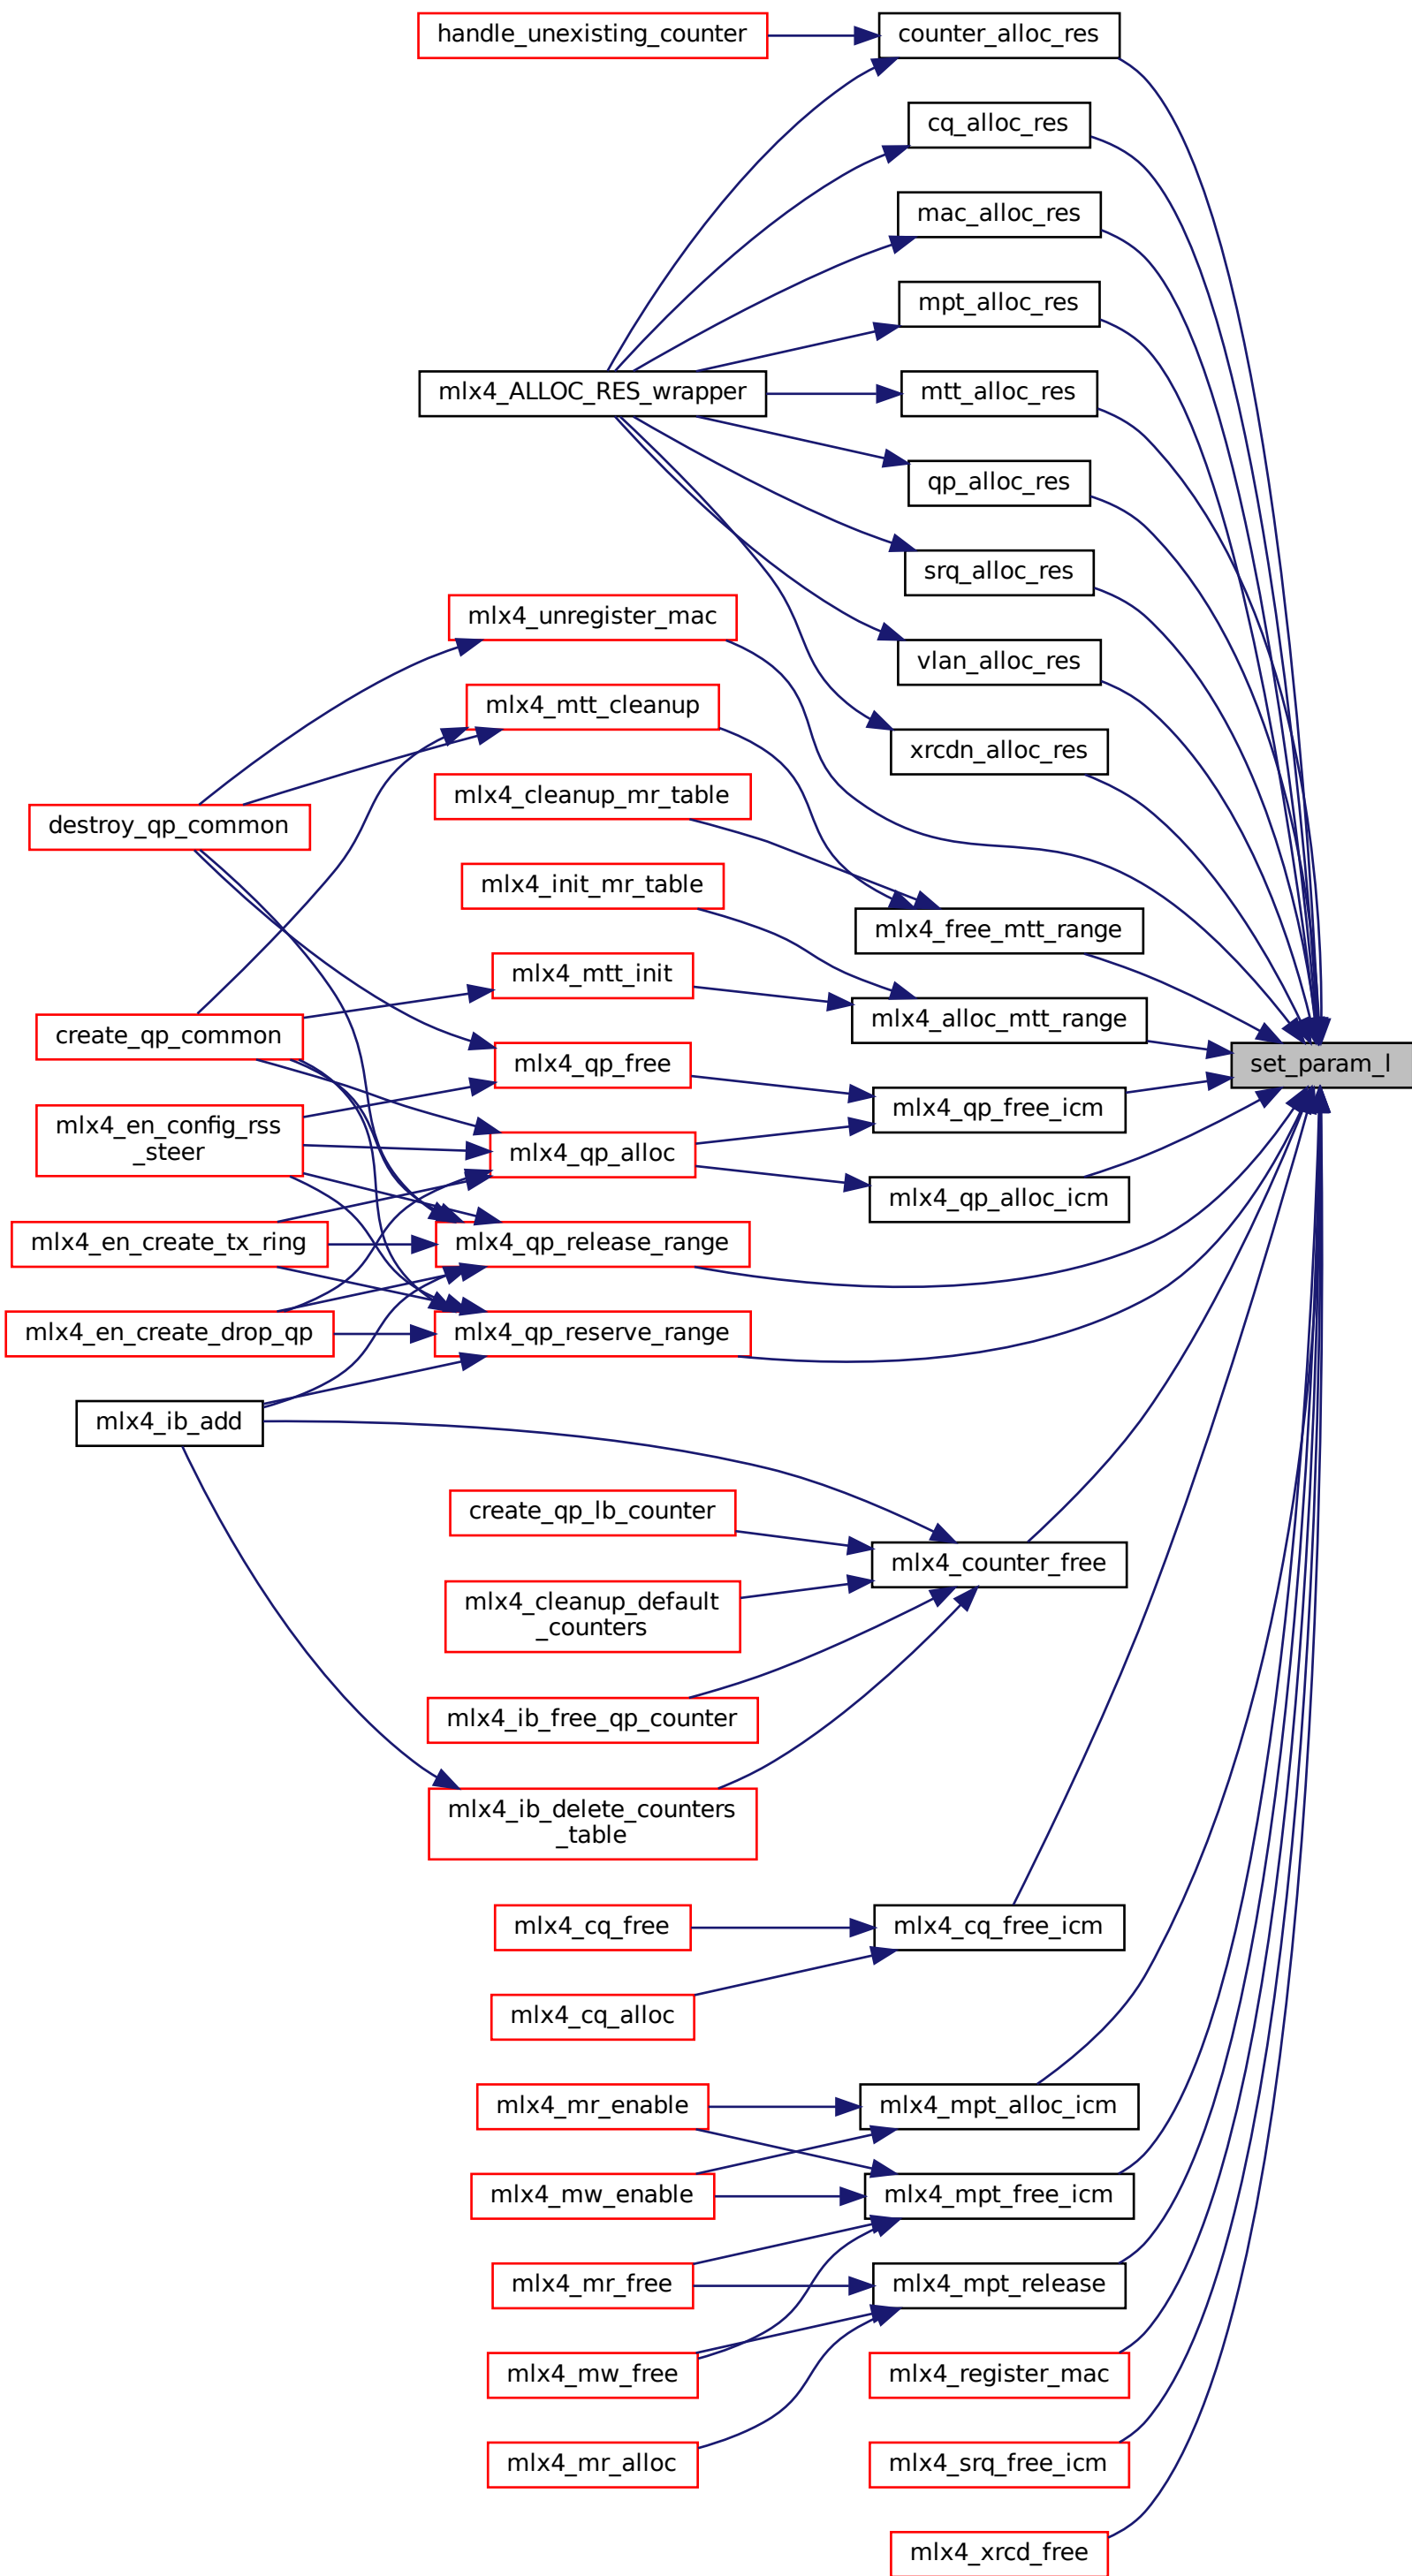 handle_unexisting_counter
counter_alloc_res
cq_alloc_res
mac_alloc_res
mpt_alloc_res
mlx4_ALLOC_RES_wrapper
mtt_alloc_res
qp_alloc_res
srq_alloc_res
mlx4_unregister_mac
vlan_alloc_res
mlx4_mtt_cleanup
xrcdn_alloc_res
mlx4_cleanup_mr_table
destroy_qp_common
mlx4_init_mr_table
mlx4_free_mtt_range
mlx4_mtt_init
mlx4_alloc_mtt_range
create_qp_common
mlx4_qp_free
set_param_l
mlx4_qp_free_icm
mlx4_en_config_rss
_steer
mlx4_qp_alloc
mlx4_qp_alloc_icm
mlx4_en_create_tx_ring
mlx4_qp_release_range
mlx4_en_create_drop_qp
mlx4_qp_reserve_range
mlx4_ib_add
create_qp_lb_counter
mlx4_counter_free
mlx4_cleanup_default
_counters
mlx4_ib_free_qp_counter
mlx4_ib_delete_counters
_table
mlx4_cq_free
mlx4_cq_free_icm
mlx4_cq_alloc
mlx4_mr_enable
mlx4_mpt_alloc_icm
mlx4_mw_enable
mlx4_mpt_free_icm
mlx4_mr_free
mlx4_mpt_release
mlx4_mw_free
mlx4_register_mac
mlx4_mr_alloc
mlx4_srq_free_icm
mlx4_xrcd_free